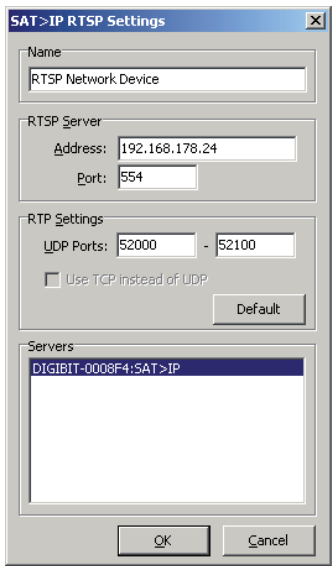 SAT>IP RTSP Settings
Name
RTSP Network Device
RTSP Server
Address: 192.168.178.24
Port: 554
RTP Settings
UDP Ports: 52000 - 52100
Use TCP instead of UDP
Default
Servers
DIGIBIT-0008F4:SAT>IP
OK Cancel